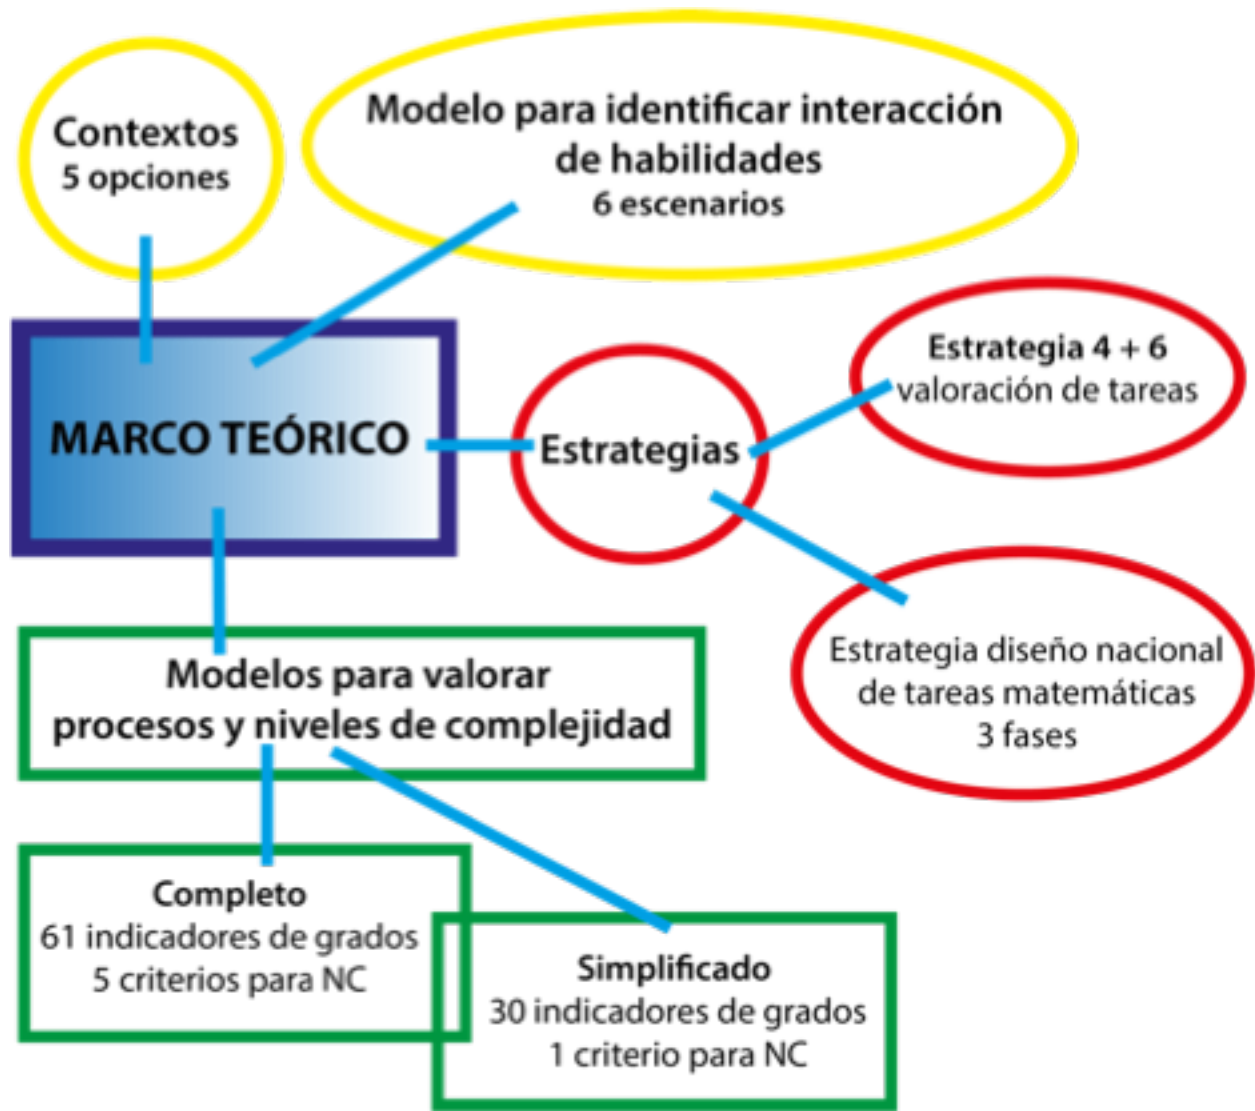 Contextos
5 opciones
Modelo para identificar interacción
de habilidades
6 escenarios
MARCO TEÓRICO
Estrategias
Estrategia 4 + 6
valoración de tareas
Estrategia diseño nacional
de tareas matemáticas
3 fases
Modelos para valorar
procesos y niveles de complejidad
Completo
61 indicadores de grados
5 criterios para NC
Simplificado
30 indicadores de grados
1 criterio para NC